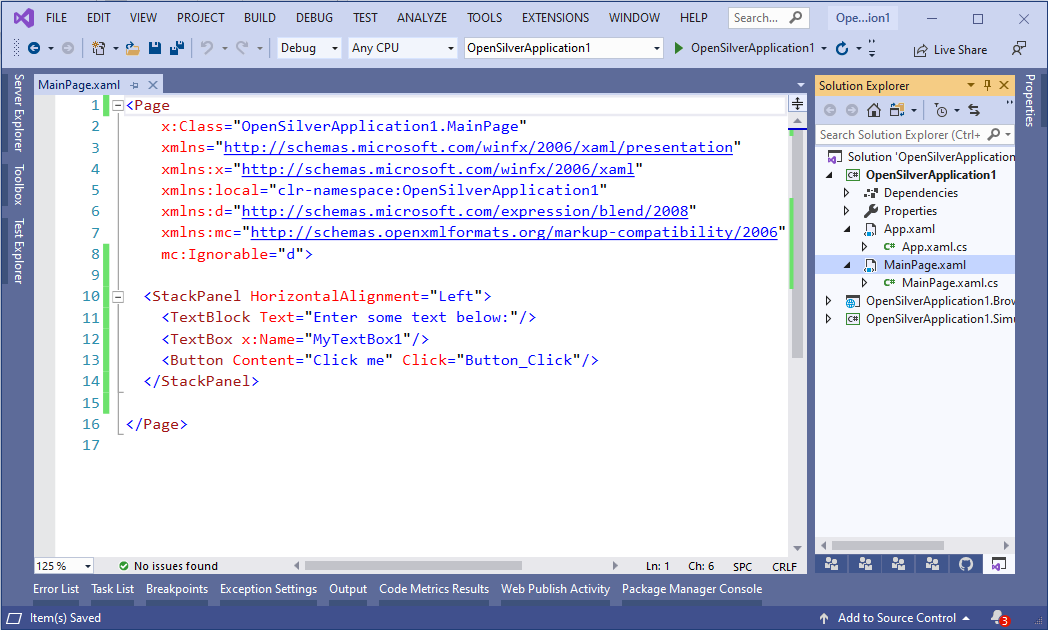 FILE EDIT VIEW PROJECT BUILD DEBUG TEST ANALYZE TOOLS EXTENSIONS WINDOW HELP Search... Ope...ion1
Debug Any CPU OpenSilverApplication1 OpenSilverApplication1 Live Share
Server Explorer
Toolbox
Test Explorer
MainPage.xaml
1 <Page
2 x:Class="OpenSilverApplication1.MainPage"
3 xmlns="http://schemas.microsoft.com/winfx/2006/xaml/presentation"
4 xmlns:x="http://schemas.microsoft.com/winfx/2006/xaml"
5 xmlns:local="clr-namespace:OpenSilverApplication1"
6 xmlns:d="http://schemas.microsoft.com/expression/blend/2008"
7 xmlns:mc="http://schemas.openxmlformats.org/markup-compatibility/2006"
8 mc:Ignorable="d">
9
10 <StackPanel HorizontalAlignment="Left">
11 <TextBlock Text="Enter some text below:"/>
12 <TextBox x:Name="MyTextBox1"/>
13 <Button Content="Click me" Click="Button_Click"/>
14 </StackPanel>
15
16 </Page>
17
125 % No issues found Ln: 1 Ch: 6 SPC CRLF
Solution Explorer
Search Solution Explorer (Ctrl+
Solution 'OpenSilverApplication
C# OpenSilverApplication1
Dependencies
Properties
App.xaml
C# App.xaml.cs
MainPage.xaml
C# MainPage.xaml.cs
OpenSilverApplication1.Brow
C# OpenSilverApplication1.Simu
Properties
Error List Task List Breakpoints Exception Settings Output Code Metrics Results Web Publish Activity Package Manager Console
Item(s) Saved Add to Source Control 3